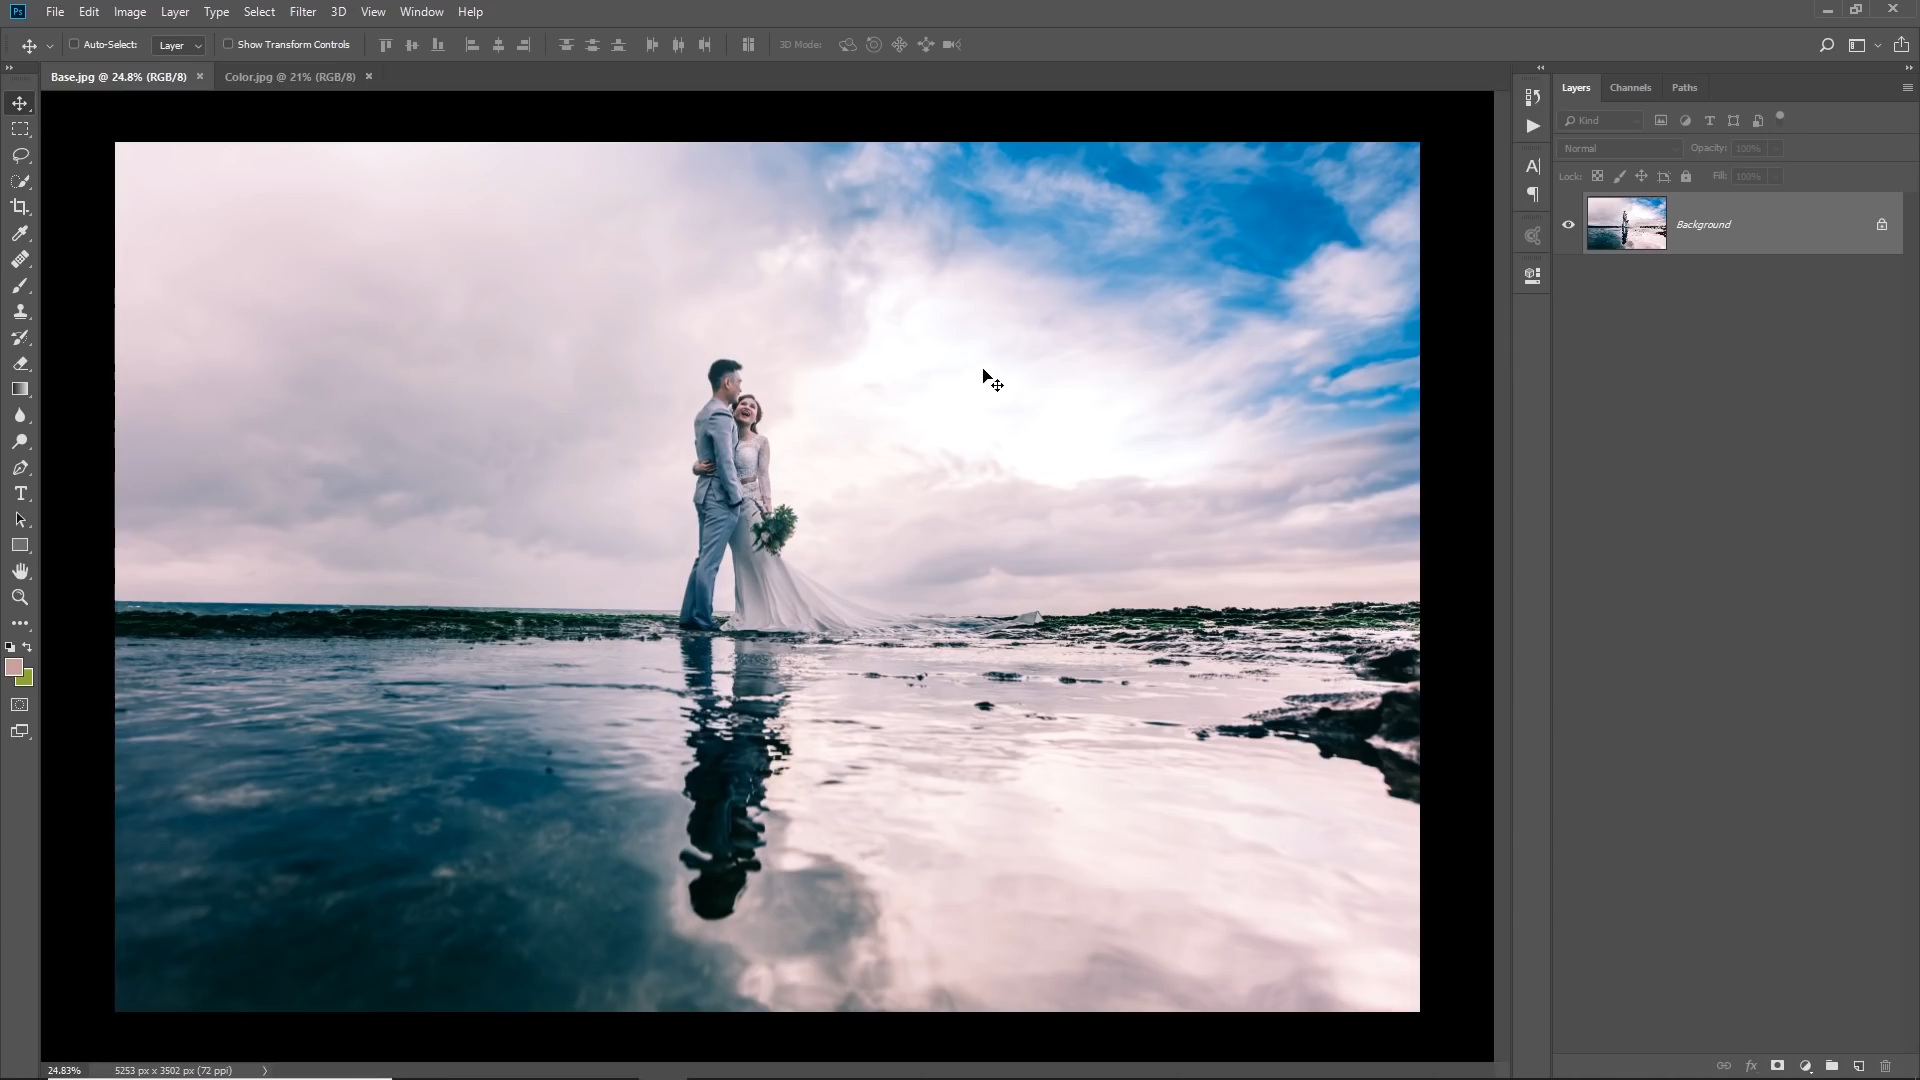 Ps File Edit Image Layer Type Select Filter 3D View Window Help
Auto-Select: Layer Show Transform Controls 3D Mode:
Base.jpg @ 24.8% (RGB/8) × Color.jpg @ 21% (RGB/8) ×
Layers Channels Paths
Kind
Normal Opacity: 100%
Lock: Fill: 100%
Background
24.83% 5253 px x 3502 px (72 ppi)